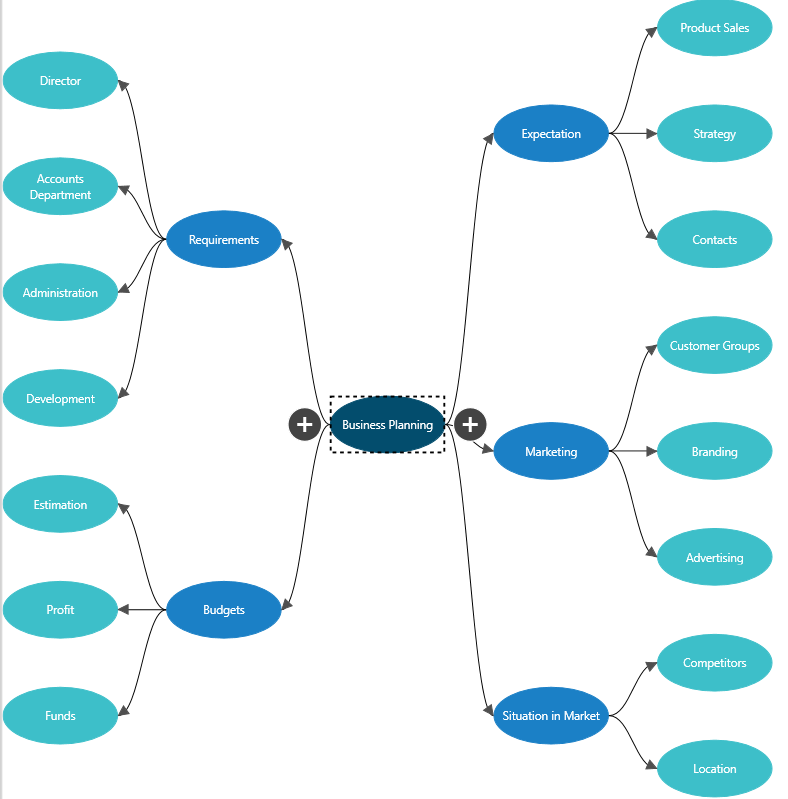 Product Sales
Director
Expectation
Strategy
Accounts
Department
Requirements
Contacts
Administration
Customer Groups
Development
Business Planning
Marketing
Branding
Estimation
Advertising
Profit
Budgets
Competitors
Funds
Situation in Market
Location